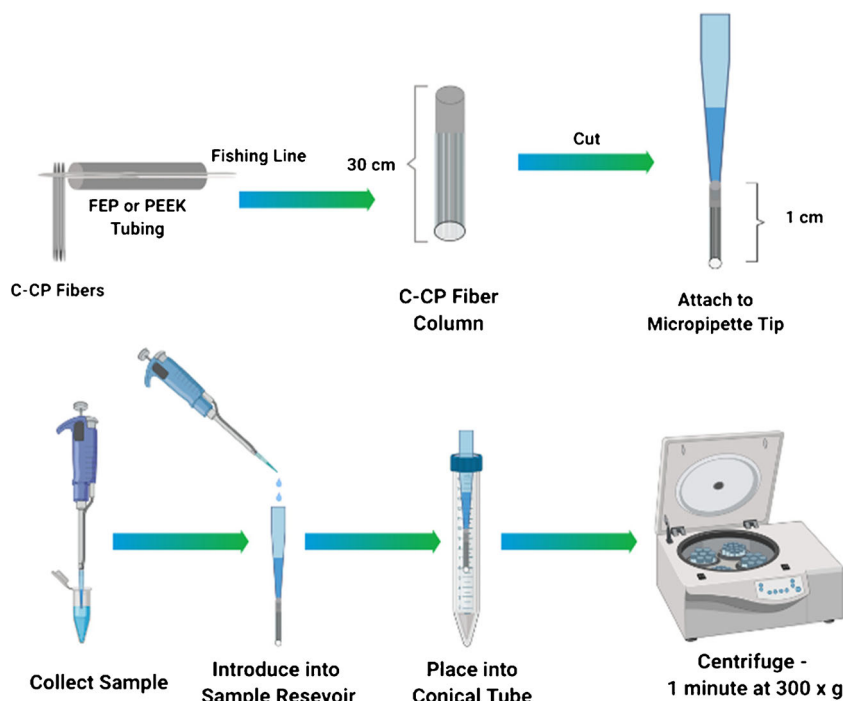 Fishing Line
FEP or PEEK
Tubing
C-CP Fibers
30 cm
C-CP Fiber
Column
Cut
1 cm
Attach to
Micropipette Tip
Collect Sample
Introduce into
Sample Resevoir
Place into
Conical Tube
Centrifuge -
1 minute at 300 x g